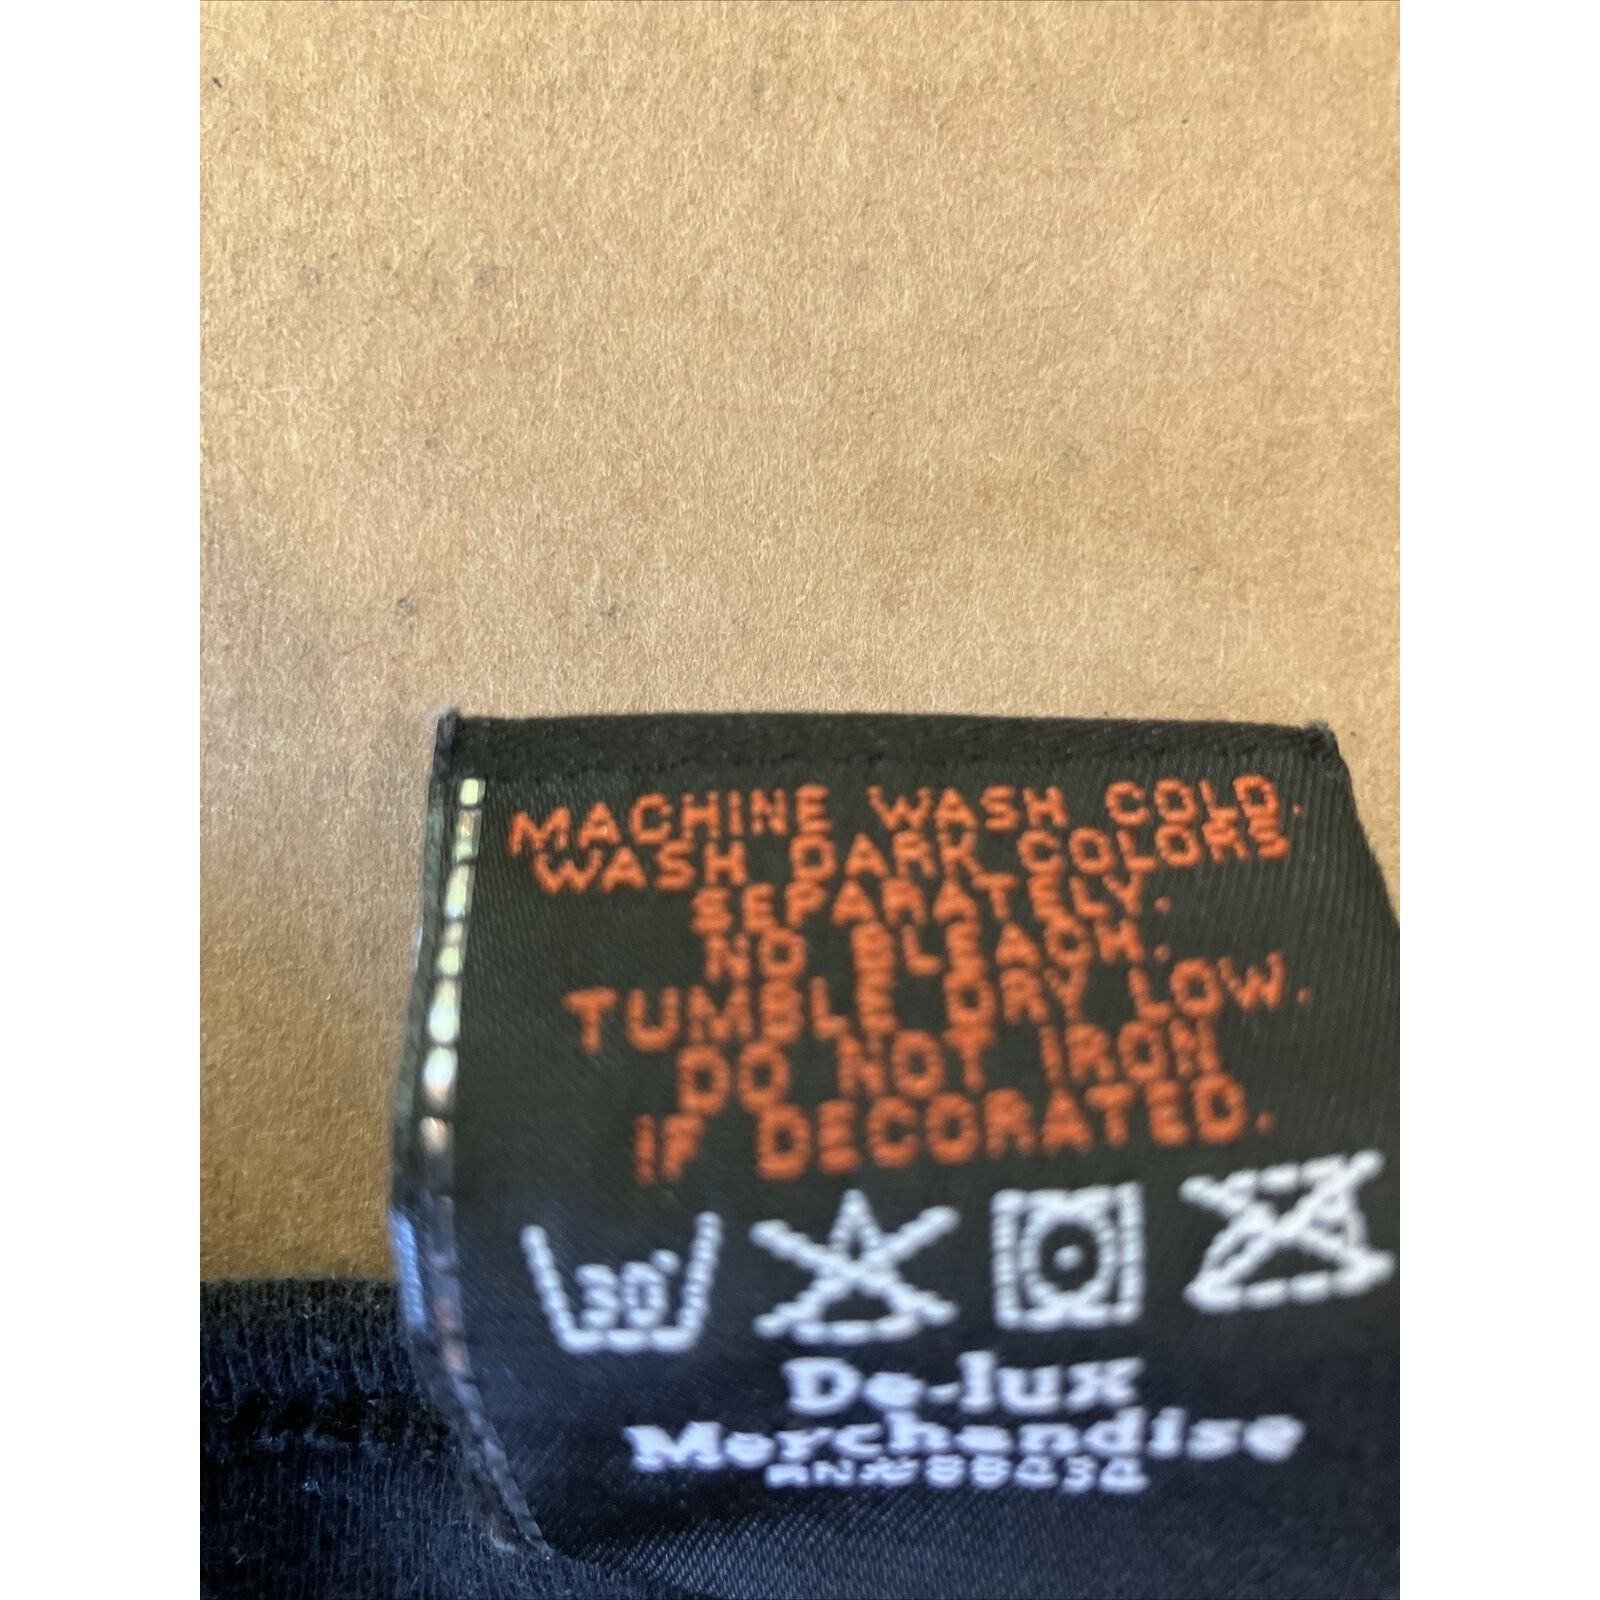 MACHINE WASH COLD.
WASH DARK COLORS
SEPARATELY.
NO BLEACH.
TUMBLE DRY LOW.
DO NOT IRON
IF DECORATED.
30°
De-lux
Merchandise